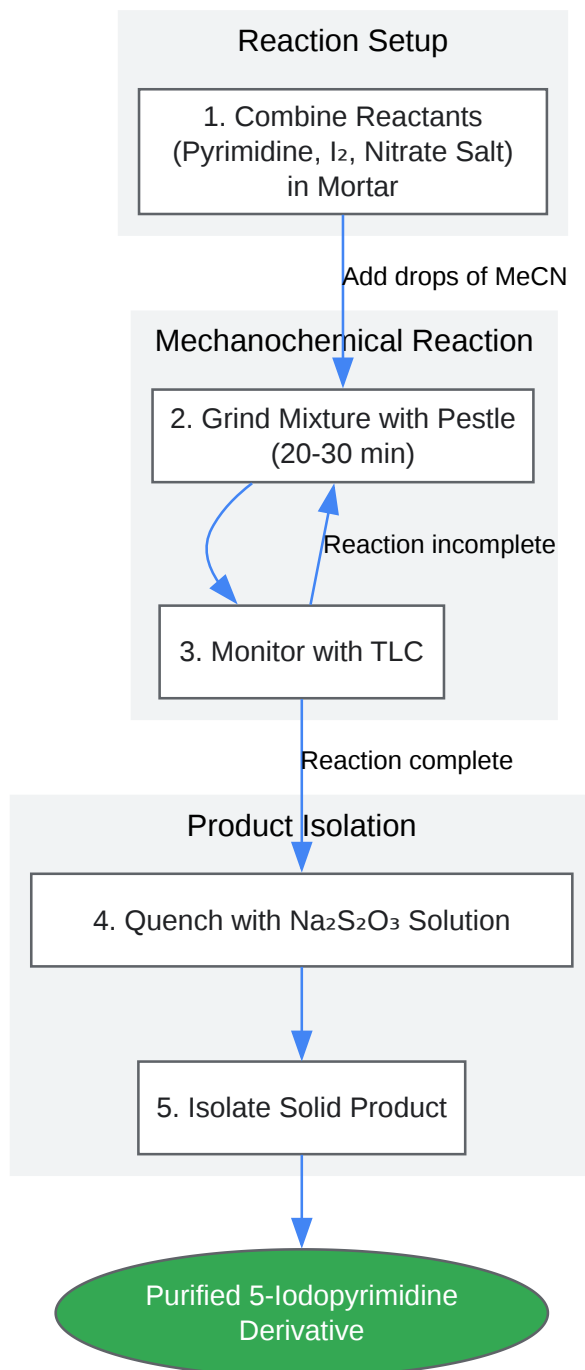 Reaction Setup
1. Combine Reactants
(Pyrimidine, I₂, Nitrate Salt)
in Mortar
Add drops of MeCN
Mechanochemical Reaction
2. Grind Mixture with Pestle
(20-30 min)
Reaction incomplete
3. Monitor with TLC
Reaction complete
Product Isolation
4. Quench with Na₂S₂O₃ Solution
5. Isolate Solid Product
Purified 5-Iodopyrimidine
Derivative